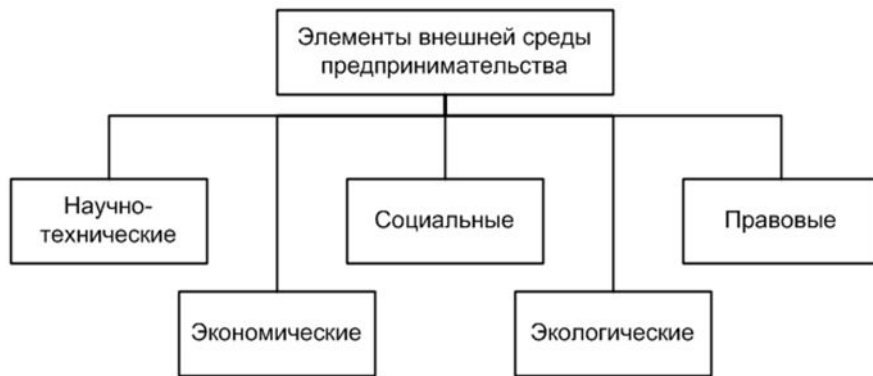 Элементы внешней среды
предпринимательства
Научно-
технические
Социальные
Правовые
Экономические
Экологические